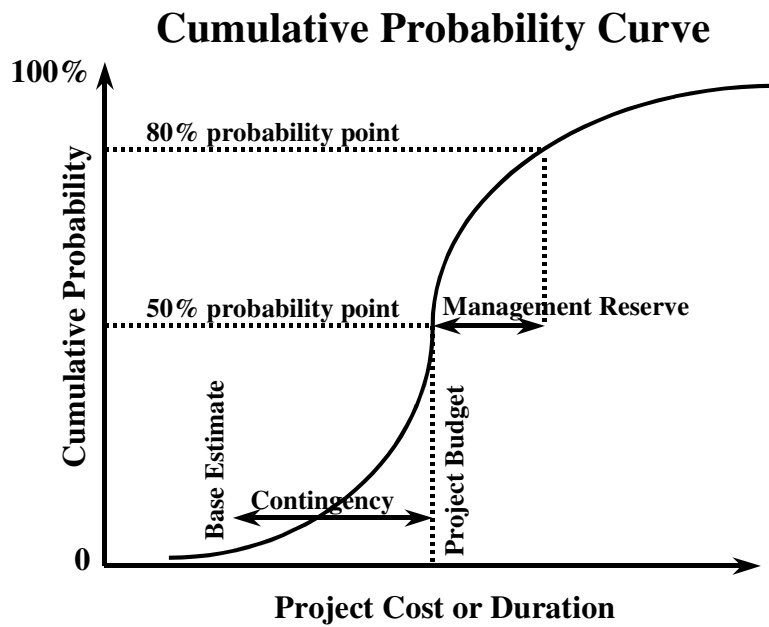 Cumulative Probability Curve
100%
80% probability point
Cumulative Probability
50% probability point
Management Reserve
Base Estimate
Project Budget
Contingency
0
Project Cost or Duration